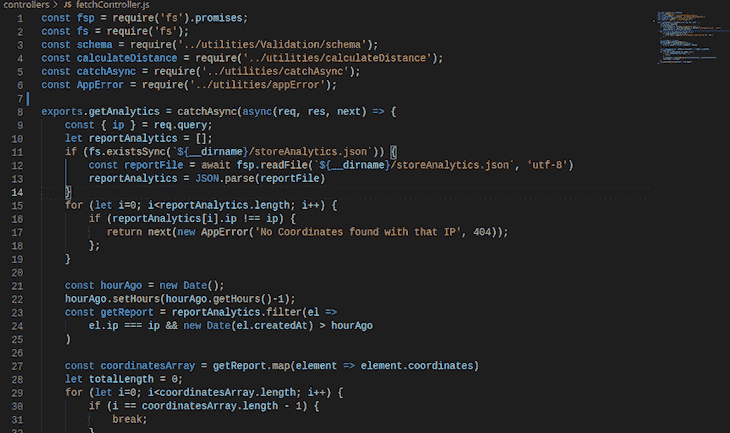 controllers > JS fetchController.js
1 const fsp = require('fs').promises;
2 const fs = require('fs');
3 const schema = require('../utilities/Validation/schema');
4 const calculateDistance = require('../utilities/calculateDistance');
5 const catchAsync = require('../utilities/catchAsync');
6 const AppError = require('../utilities/appError');
7
8 exports.getAnalytics = catchAsync(async(req, res, next) => {
9 const { ip } = req.query;
10 let reportAnalytics = [];
11 if (fs.existsSync(`${__dirname}/storeAnalytics.json`)) {
12 const reportFile = await fsp.readFile(`${__dirname}/storeAnalytics.json`, 'utf-8')
13 reportAnalytics = JSON.parse(reportFile)
14 }
15 for (let i=0; i<reportAnalytics.length; i++) {
16 if (reportAnalytics[i].ip !== ip) {
17 return next(new AppError('No Coordinates found with that IP', 404));
18 };
19 }
20
21 const hourAgo = new Date();
22 hourAgo.setHours(hourAgo.getHours()-1);
23 const getReport = reportAnalytics.filter(el =>
24 el.ip === ip && new Date(el.createdAt) > hourAgo
25 )
26
27 const coordinatesArray = getReport.map(element => element.coordinates)
28 let totalLength = 0;
29 for (let i=0; i<coordinatesArray.length; i++) {
30 if (i == coordinatesArray.length - 1) {
31 break;